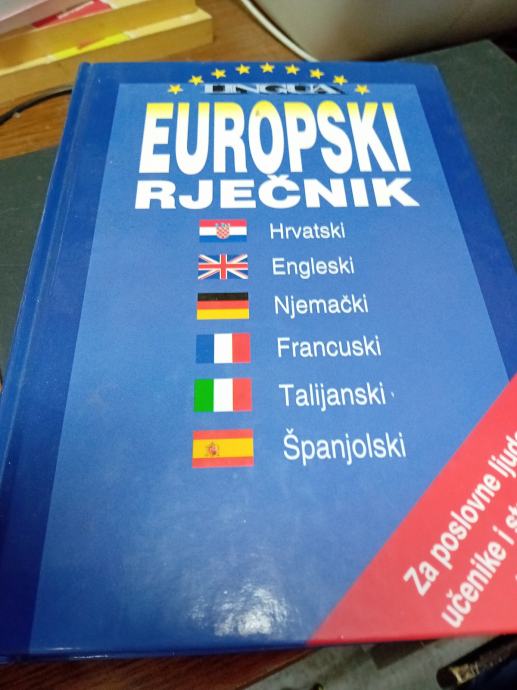 LINGUA
EUROPSKI
RJEČNIK
Hrvatski
Engleski
Njemački
Francuski
Talijanski
Španjolski
Za poslovne
učenike i